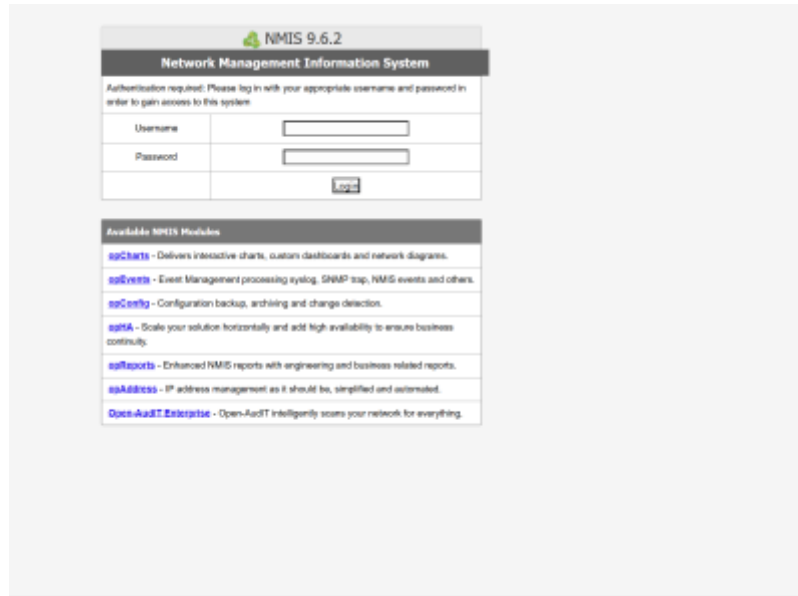 NMIS 9.6.2
Network Management Information System
Authentication required: Please log in with your appropriate username and password in
order to gain access to this system
Username
Password
Login
Available NMIS Modules
opCharts - Delivers interactive charts, custom dashboards and network diagrams.
opEvents - Event Management processing syslog, SNMP trap, NMIS events and others.
opConfig - Configuration backup, archiving and change detection.
opHA - Scale your solution horizontally and add high availability to ensure business
continuity.
opReports - Enhanced NMIS reports with engineering and business related reports.
opAddress - IP address management as it should be, simplified and automated.
Open-AudIT Enterprise - Open-AudIT intelligently scans your network for everything.